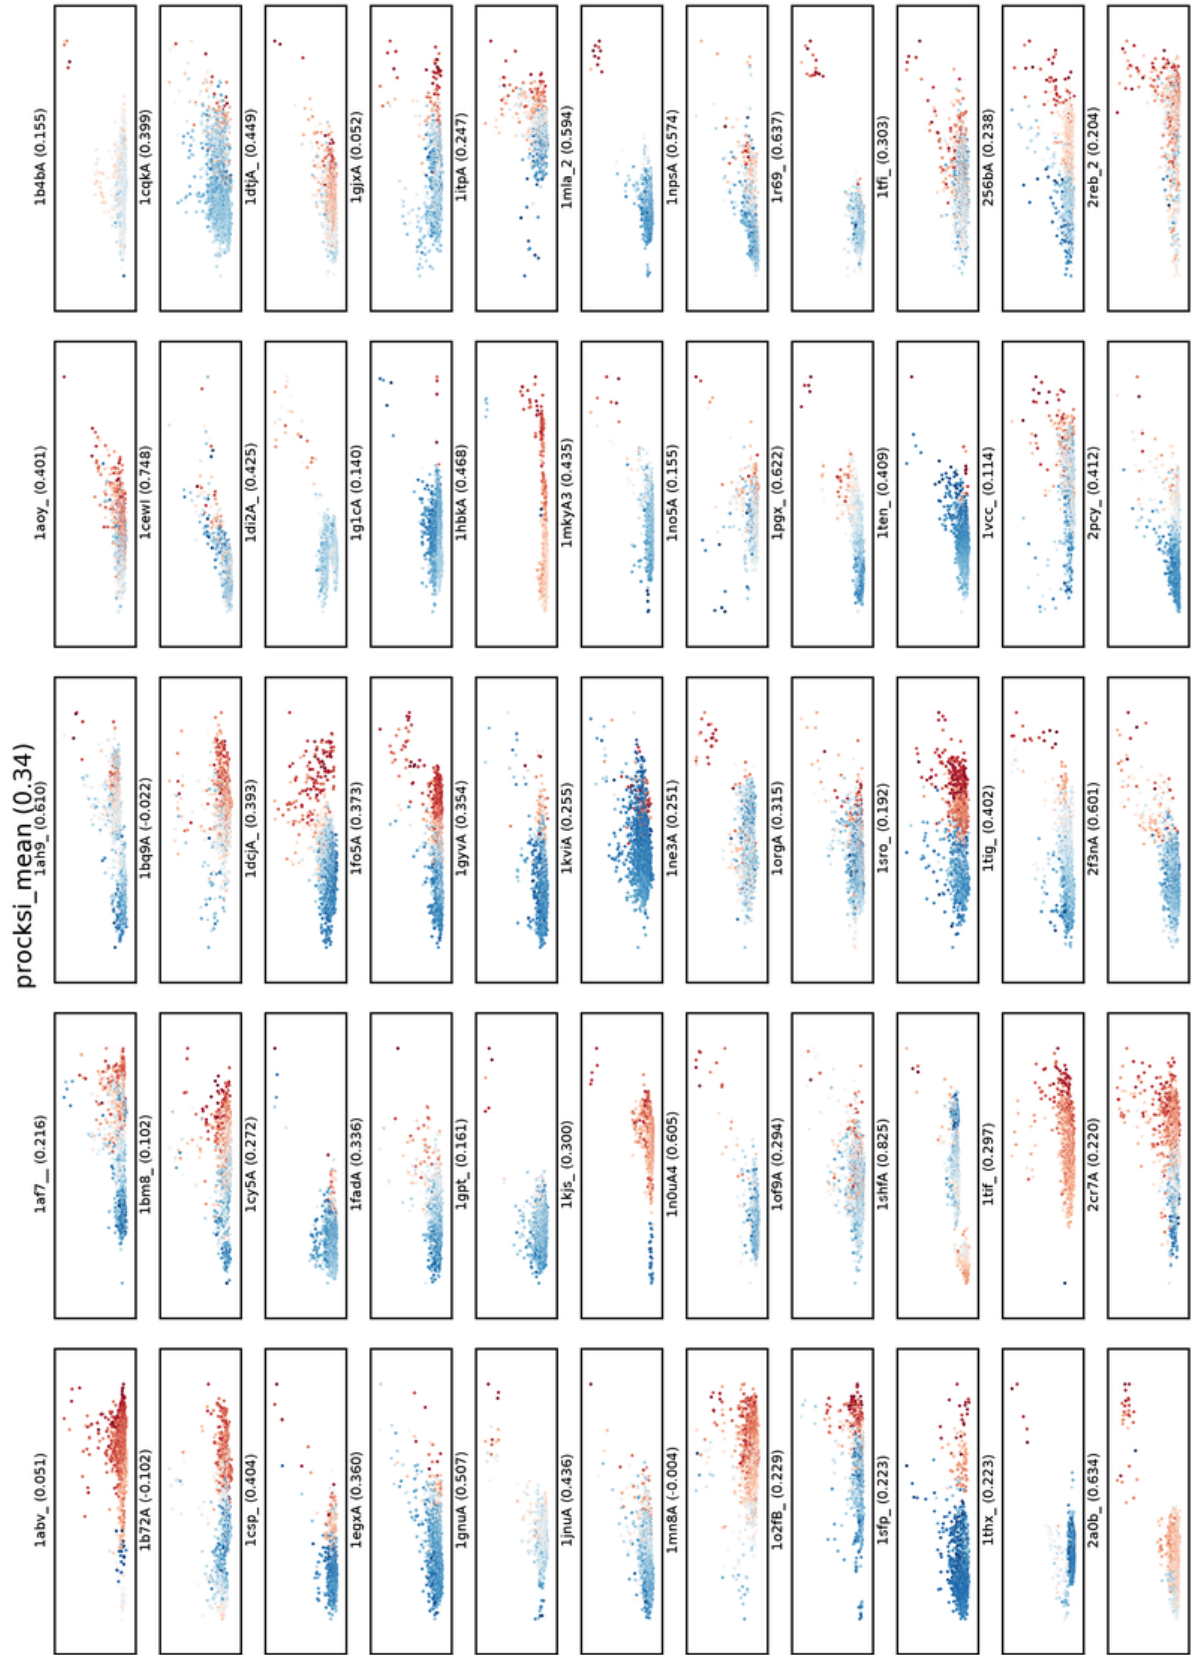 procksi_mean (0.34)
1abv_ (0.051) 1af7__ (0.216) 1ah9_ (0.610) 1aoy_ (0.401) 1b4bA (0.155)
1b72A (-0.102) 1bm8_ (0.102) 1bq9A (-0.022) 1cewI (0.748) 1cqkA (0.399)
1csp_ (0.404) 1cy5A (0.272) 1dcjA_ (0.393) 1di2A_ (0.425) 1dtjA_ (0.449)
1egxA (0.360) 1fadA (0.336) 1fo5A (0.373) 1g1cA (0.140) 1gjxA (0.052)
1gnuA (0.507) 1gpt_ (0.161) 1gyvA (0.354) 1hbkA (0.468) 1itpA (0.247)
1jnuA (0.436) 1kjs_ (0.300) 1kviA (0.255) 1mkyA3 (0.435) 1mla_2 (0.594)
1mn8A (-0.004) 1n0uA4 (0.605) 1ne3A (0.251) 1no5A (0.155) 1npsA (0.574)
1o2fB_ (0.229) 1of9A (0.294) 1orgA (0.315) 1pgx_ (0.622) 1r69_ (0.637)
1sfp_ (0.223) 1shfA (0.825) 1sro_ (0.192) 1ten_ (0.409) 1tfi_ (0.303)
1thx_ (0.223) 1tif_ (0.297) 1tig_ (0.402) 1vcc_ (0.114) 256bA (0.238)
2a0b_ (0.634) 2cr7A (0.220) 2f3nA (0.601) 2pcy_ (0.412) 2reb_2 (0.204)